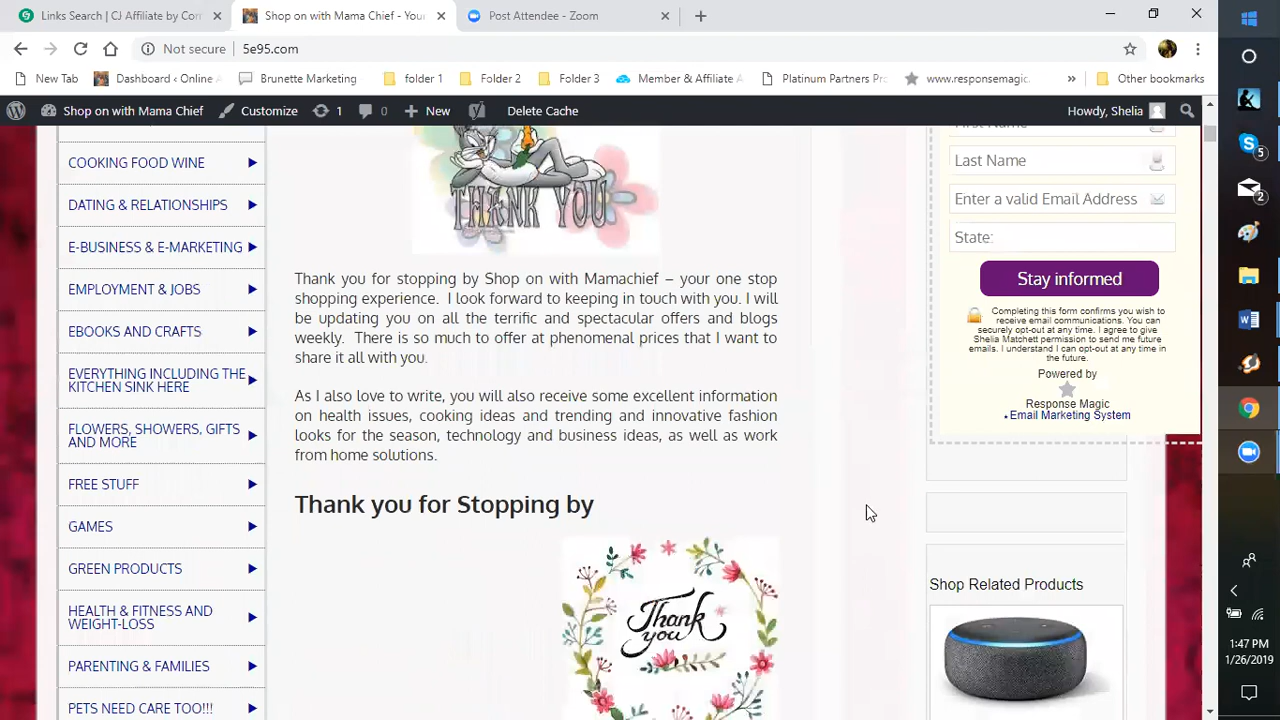 Links Search | CJ Affiliate by Con
Shop on with Mama Chief - Your
Post Attendee - Zoom
Not secure
5e95.com
New Tab
Dashboard ‹ Online A
Brunette Marketing
folder 1
Folder 2
Folder 3
Member & Affiliate A
Platinum Partners Pr
www.responsemagic.
»
Other bookmarks
Shop on with Mama Chief
Customize
1
0
New
Delete Cache
Howdy, Shelia
COOKING FOOD WINE
DATING & RELATIONSHIPS
E-BUSINESS & E-MARKETING
EMPLOYMENT & JOBS
EBOOKS AND CRAFTS
EVERYTHING INCLUDING THE
KITCHEN SINK HERE
FLOWERS, SHOWERS, GIFTS
AND MORE
FREE STUFF
GAMES
GREEN PRODUCTS
HEALTH & FITNESS AND
WEIGHT-LOSS
PARENTING & FAMILIES
PETS NEED CARE TOO!!!
THANK YOU
Thank you for stopping by Shop on with Mamachief – your one stop
shopping experience. I look forward to keeping in touch with you. I will
be updating you on all the terrific and spectacular offers and blogs
weekly. There is so much to offer at phenomenal prices that I want to
share it all with you.
As I also love to write, you will also receive some excellent information
on health issues, cooking ideas and trending and innovative fashion
looks for the season, technology and business ideas, as well as work
from home solutions.
Thank you for Stopping by
Thank
you
First Name
Last Name
Enter a valid Email Address
State:
Stay informed
Completing this form confirms you wish to
receive email communications. You can
securely opt-out at any time. I agree to give
Shelia Matchett permission to send me future
emails. I understand I can opt-out at any time in
the future.
Powered by
Response Magic
Email Marketing System
Shop Related Products
5
2
1:47 PM
1/26/2019